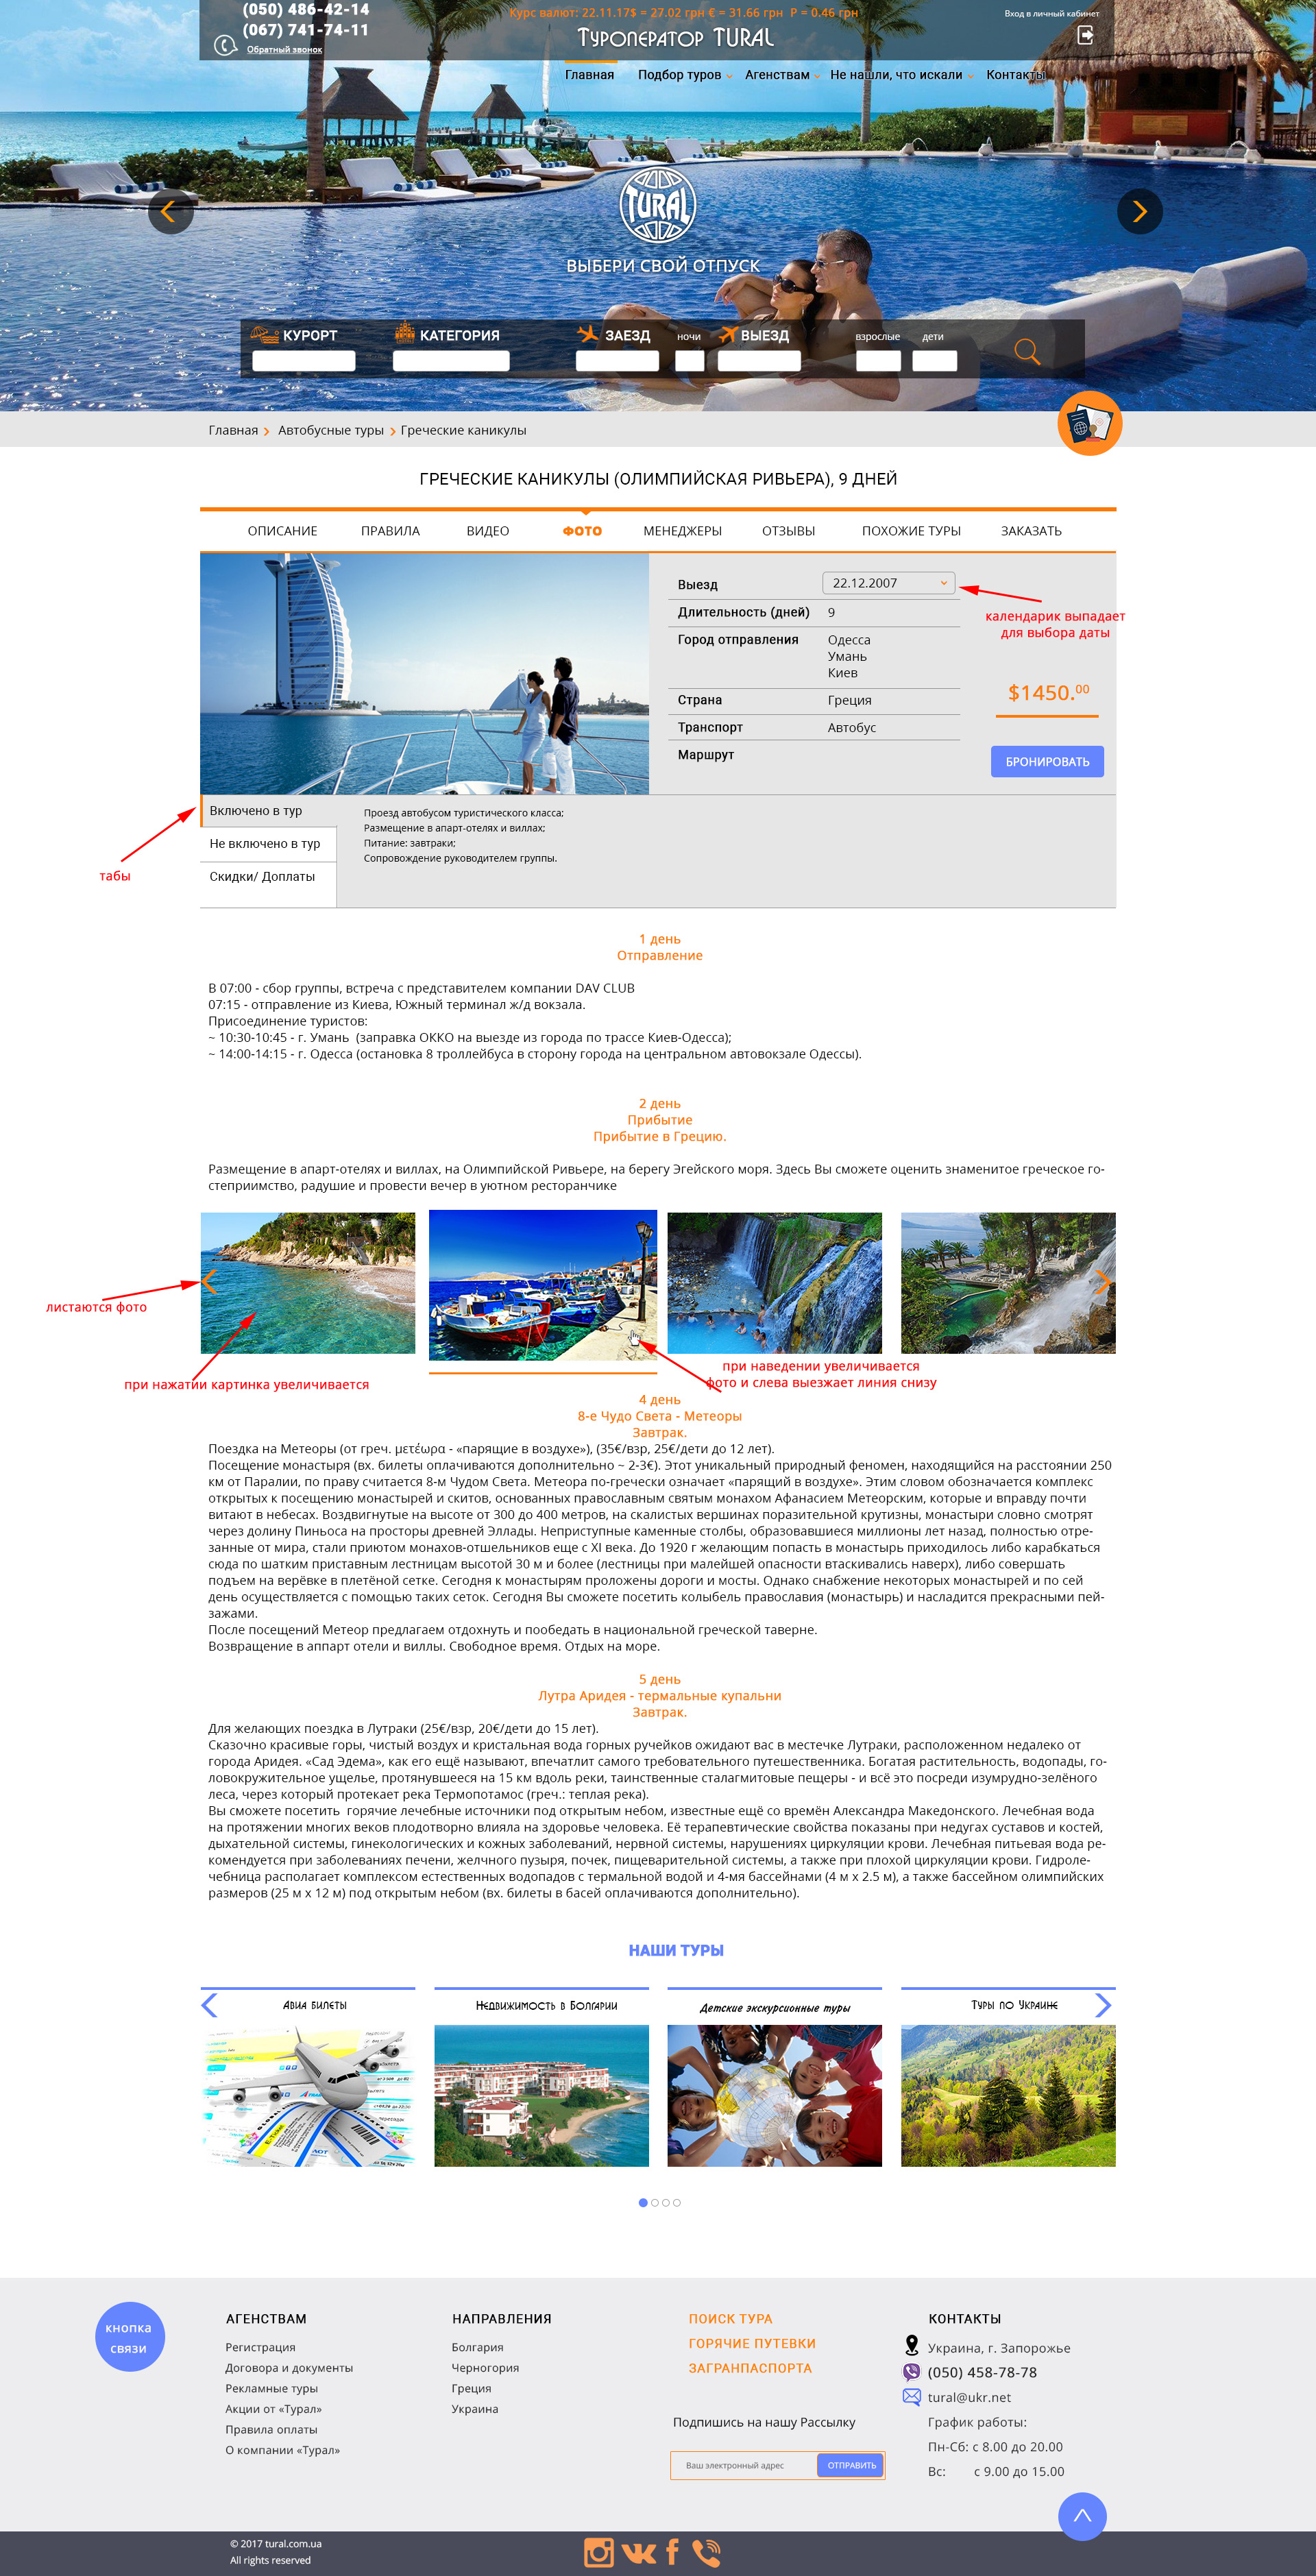 (050) 486-42-14
(067) 741-74-11
Обратный звонок
Курс валют: 22.11.17$ = 27.02 грн € = 31.66 грн Р = 0.46 грн
Туроператор TURAL
Вход в личный кабинет
Главная Подбор туров Агенствам Не нашли, что искали Контакты
TURAL
ВЫБЕРИ СВОЙ ОТПУСК
КУРОРТ КАТЕГОРИЯ ЗАЕЗД ночи ВЫЕЗД взрослые дети
Главная Автобусные туры Греческие каникулы
ГРЕЧЕСКИЕ КАНИКУЛЫ (ОЛИМПИЙСКАЯ РИВЬЕРА), 9 ДНЕЙ
ОПИСАНИЕ ПРАВИЛА ВИДЕО ФОТО МЕНЕДЖЕРЫ ОТЗЫВЫ ПОХОЖИЕ ТУРЫ ЗАКАЗАТЬ
Выезд 22.12.2007
календарик выпадает
для выбора даты
Длительность (дней) 9
Город отправления Одесса
Умань
Киев
Страна Греция
Транспорт Автобус
Маршрут
$1450.00
БРОНИРОВАТЬ
табы
Включено в тур
Не включено в тур
Скидки/ Доплаты
Проезд автобусом туристического класса;
Размещение в апарт-отелях и виллах;
Питание: завтраки;
Сопровождение руководителем группы.
1 день
Отправление
В 07:00 - сбор группы, встреча с представителем компании DAV CLUB
07:15 - отправление из Киева, Южный терминал ж/д вокзала.
Присоединение туристов:
~ 10:30-10:45 - г. Умань (заправка ОККО на выезде из города по трассе Киев-Одесса);
~ 14:00-14:15 - г. Одесса (остановка 8 троллейбуса в сторону города на центральном автовокзале Одессы).
2 день
Прибытие
Прибытие в Грецию.
Размещение в апарт-отелях и виллах, на Олимпийской Ривьере, на берегу Эгейского моря. Здесь Вы сможете оценить знаменитое греческое го-
степриимство, радушие и провести вечер в уютном ресторанчике
листаются фото
при нажатии картинка увеличивается
при наведении увеличивается
фото и слева выезжает линия снизу
4 день
8-е Чудо Света - Метеоры
Завтрак.
Поездка на Метеоры (от греч. μετέωρα - «парящие в воздухе»), (35€/взр, 25€/дети до 12 лет).
Посещение монастыря (вх. билеты оплачиваются дополнительно ~ 2-3€). Этот уникальный природный феномен, находящийся на расстоянии 250
км от Паралии, по праву считается 8-м Чудом Света. Метеора по-гречески означает «парящий в воздухе». Этим словом обозначается комплекс
открытых к посещению монастырей и скитов, основанных православным святым монахом Афанасием Метеорским, которые и вправду почти
витают в небесах. Воздвигнутые на высоте от 300 до 400 метров, на скалистых вершинах поразительной крутизны, монастыри словно смотрят
через долину Пиньоса на просторы древней Эллады. Неприступные каменные столбы, образовавшиеся миллионы лет назад, полностью отре-
занные от мира, стали приютом монахов-отшельников еще с XI века. До 1920 г желающим попасть в монастырь приходилось либо карабкаться
сюда по шатким приставным лестницам высотой 30 м и более (лестницы при малейшей опасности втаскивались наверх), либо совершать
подъем на верёвке в плетёной сетке. Сегодня к монастырям проложены дороги и мосты. Однако снабжение некоторых монастырей и по сей
день осуществляется с помощью таких сеток. Сегодня Вы сможете посетить колыбель православия (монастырь) и насладится прекрасными пей-
зажами.
После посещений Метеор предлагаем отдохнуть и пообедать в национальной греческой таверне.
Возвращение в аппарт отели и виллы. Свободное время. Отдых на море.
5 день
Лутра Аридея - термальные купальни
Завтрак.
Для желающих поездка в Лутраки (25€/взр, 20€/дети до 15 лет).
Сказочно красивые горы, чистый воздух и кристальная вода горных ручейков ожидают вас в местечке Лутраки, расположенном недалеко от
города Аридея. «Сад Эдема», как его ещё называют, впечатлит самого требовательного путешественника. Богатая растительность, водопады, го-
ловокружительное ущелье, протянувшееся на 15 км вдоль реки, таинственные сталагмитовые пещеры - и всё это посреди изумрудно-зелёного
леса, через который протекает река Термопотамос (греч.: теплая река).
Вы сможете посетить горячие лечебные источники под открытым небом, известные ещё со времён Александра Македонского. Лечебная вода
на протяжении многих веков плодотворно влияла на здоровье человека. Её терапевтические свойства показаны при недугах суставов и костей,
дыхательной системы, гинекологических и кожных заболеваний, нервной системы, нарушениях циркуляции крови. Лечебная питьевая вода ре-
комендуется при заболеваниях печени, желчного пузыря, почек, пищеварительной системы, а также при плохой циркуляции крови. Гидроле-
чебница располагает комплексом естественных водопадов с термальной водой и 4-мя бассейнами (4 м х 2.5 м), а также бассейном олимпийских
размеров (25 м х 12 м) под открытым небом (вх. билеты в басей оплачиваются дополнительно).
НАШИ ТУРЫ
Авиа билеты
Недвижимость в Болгарии
Детские экскурсионные туры
Туры по Украине
кнопка
связи
АГЕНСТВАМ
Регистрация
Договора и документы
Рекламные туры
Акции от «Турал»
Правила оплаты
О компании «Турал»
НАПРАВЛЕНИЯ
Болгария
Черногория
Греция
Украина
ПОИСК ТУРА
ГОРЯЧИЕ ПУТЕВКИ
ЗАГРАНПАСПОРТА
Подпишись на нашу Рассылку
Ваш электронный адрес ОТПРАВИТЬ
КОНТАКТЫ
Украина, г. Запорожье
(050) 458-78-78
tural@ukr.net
График работы:
Пн-Сб: с 8.00 до 20.00
Вс: с 9.00 до 15.00
© 2017 tural.com.ua
All rights reserved